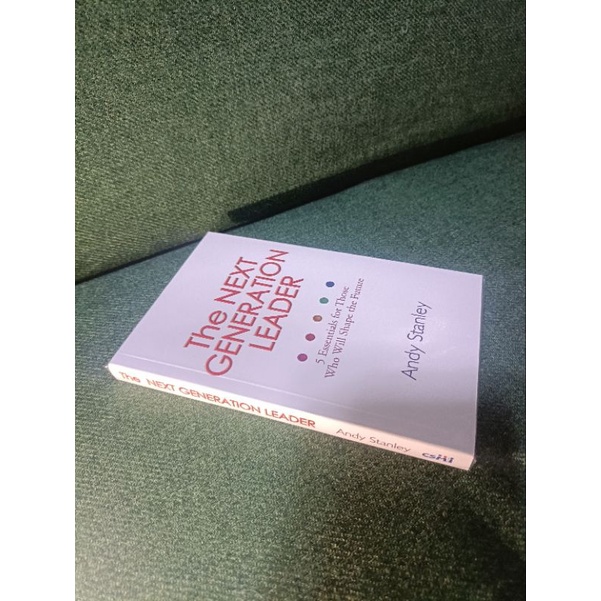 The NEXT
GENERATION
LEADER
5 Essentials for Those
Who Will Shape the Future
Andy Stanley
The NEXT GENERATION LEADER Andy Stanley